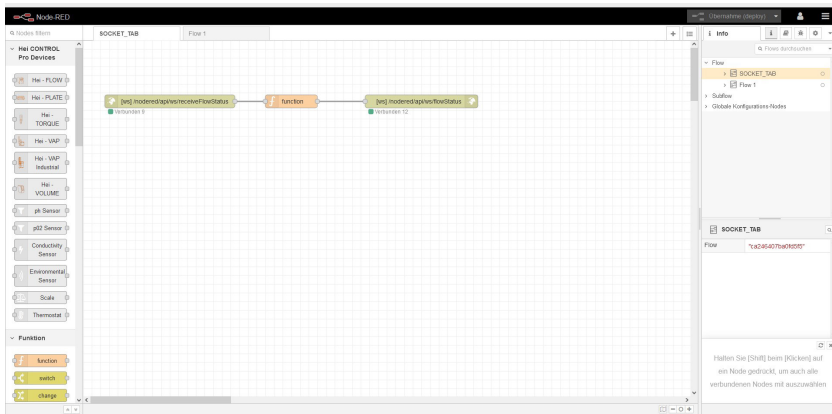 Node-RED
Übernahme (deploy)
Nodes filtern
Hei CONTROL
Pro Devices
Hei - FLOW
Hei - PLATE
Hei -
TORQUE
Hei - VAP
Hei - VAP
Industrial
Hei -
VOLUME
ph Sensor
p02 Sensor
Conductivity
Sensor
Environmental
Sensor
Scale
Thermostat
Funktion
function
switch
change
SOCKET_TAB
Flow 1
[ws] /nodered/api/ws/receiveFlowStatus
Verbunden 9
function
[ws] /nodered/api/ws/flowStatus
Verbunden 12
Info
Flows durchsuchen
Flow
SOCKET_TAB
Flow 1
Subflow
Globale Konfigurations-Nodes
SOCKET_TAB
Flow
"ca246407ba0fd5f5"
Halten Sie [Shift] beim [Klicken] auf
ein Node gedrückt, um auch alle
verbundenen Nodes mit auszuwählen